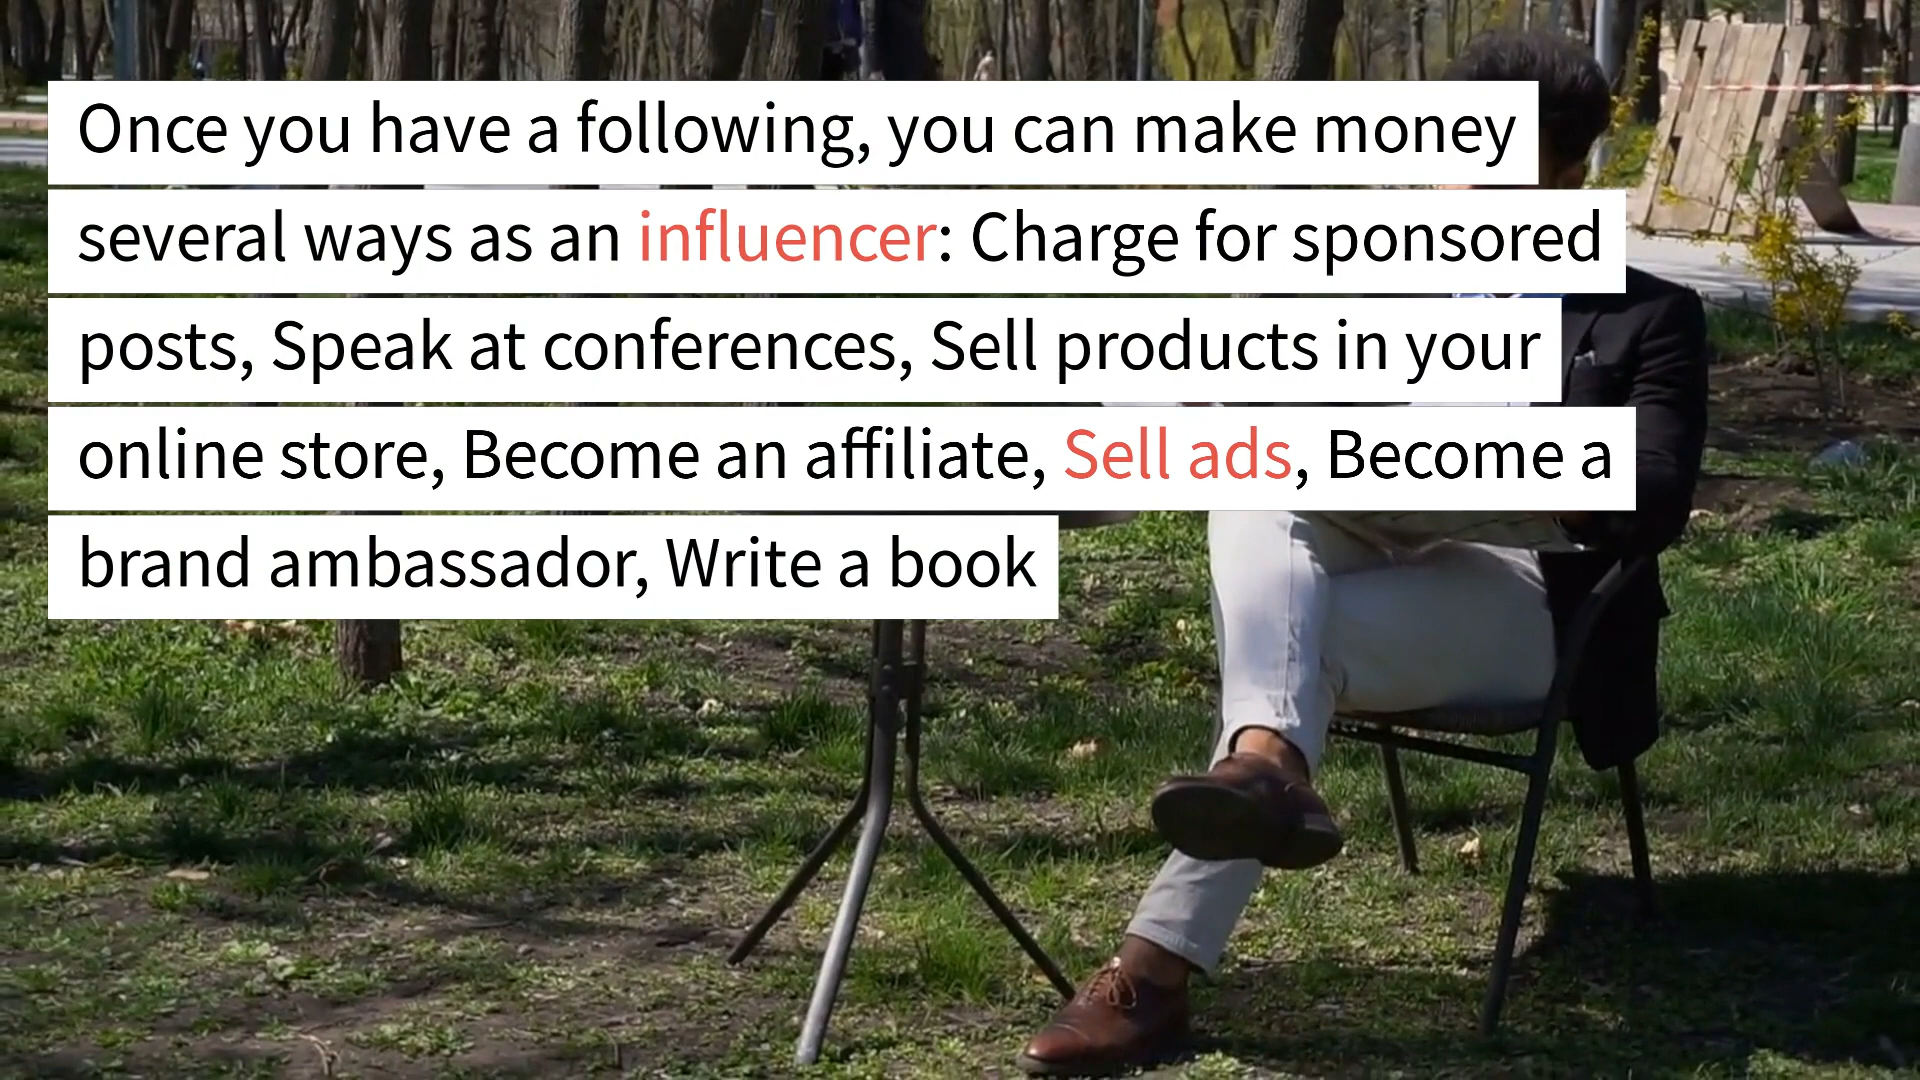 Once you have a following, you can make money
several ways as an influencer: Charge for sponsored
posts, Speak at conferences, Sell products in your
online store, Become an affiliate, Sell ads, Become a
brand ambassador, Write a book